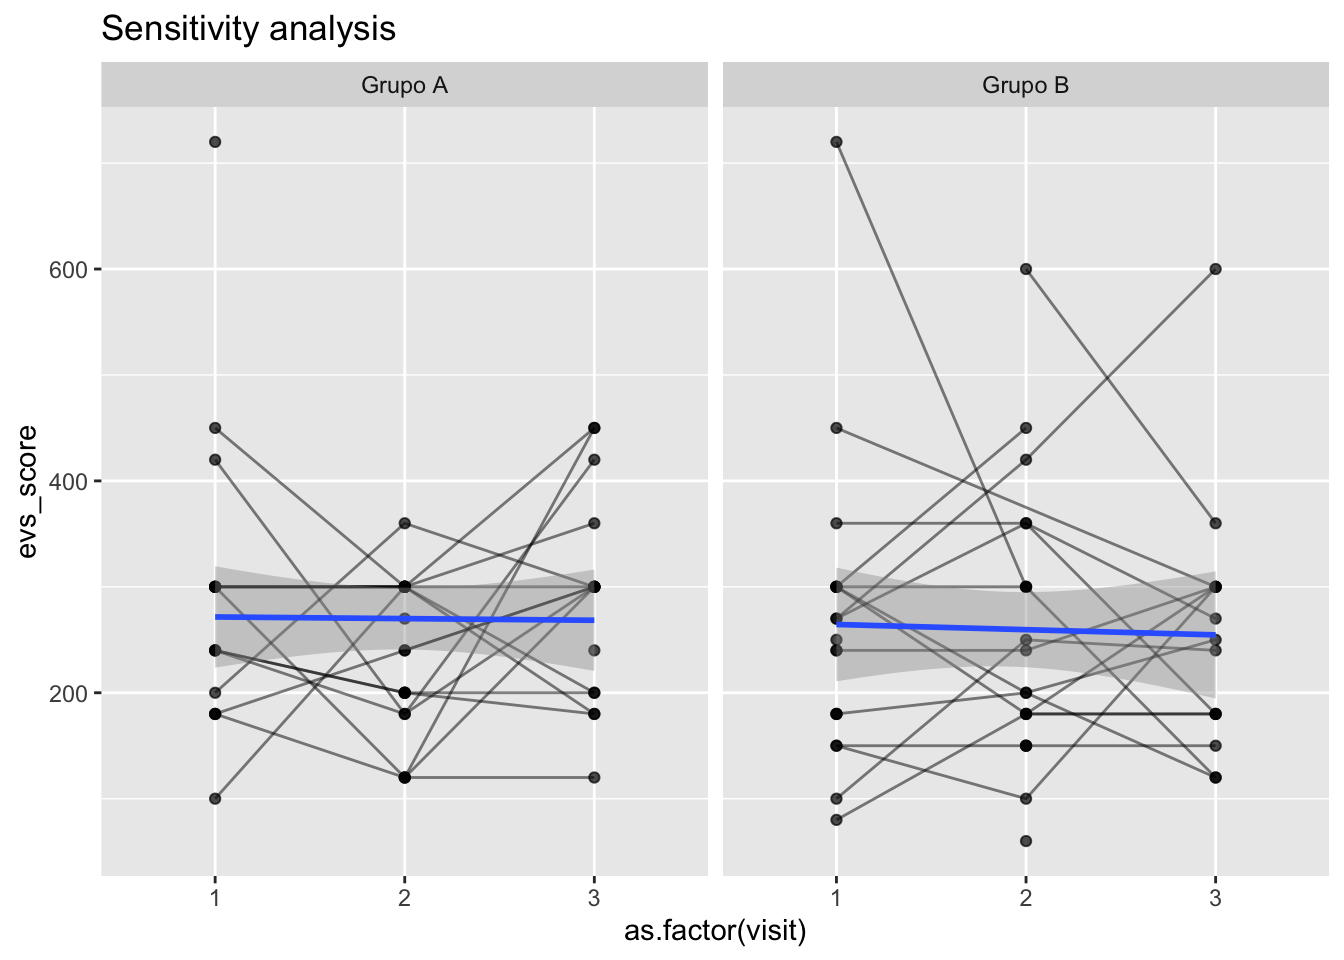 Sensitivity analysis
Grupo A
Grupo B
evs_score
600
400
200
1
2
3
1
2
3
as.factor(visit)